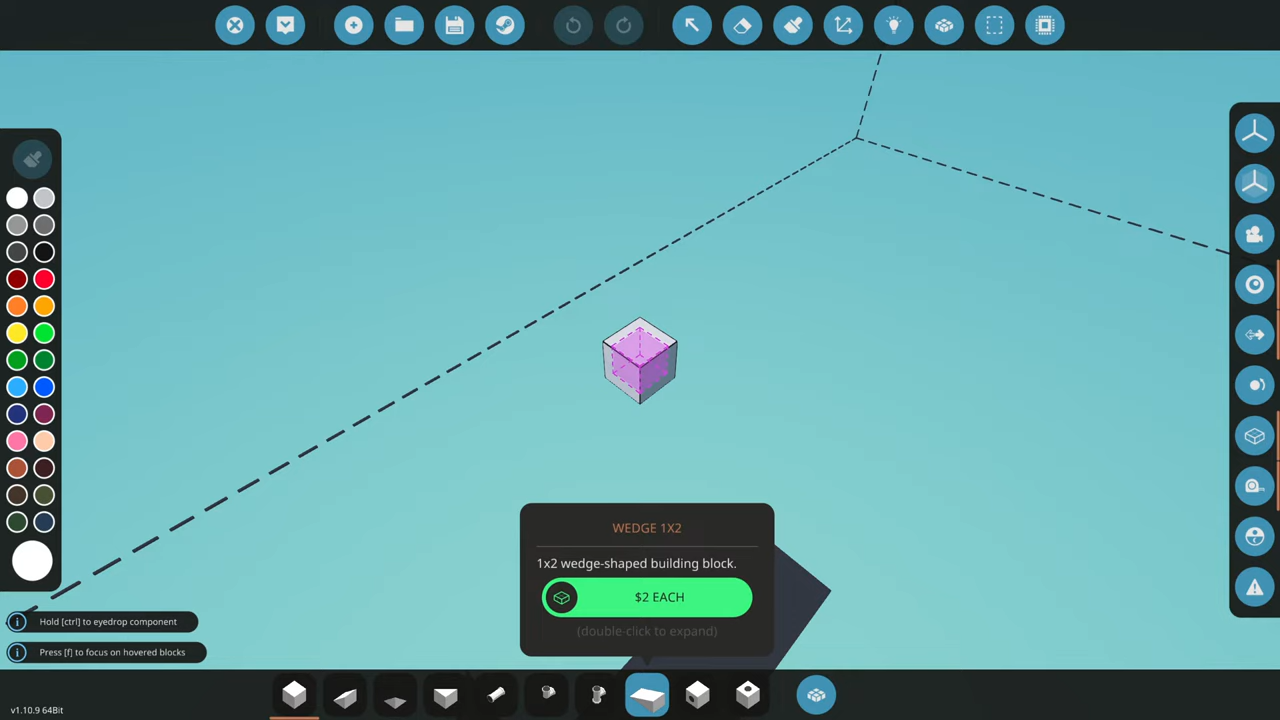 Hold [ctrl] to eyedrop component
Press [f] to focus on hovered blocks
WEDGE 1X2
1x2 wedge-shaped building block.
$2 EACH
(double-click to expand)
v1.10.9 64Bit